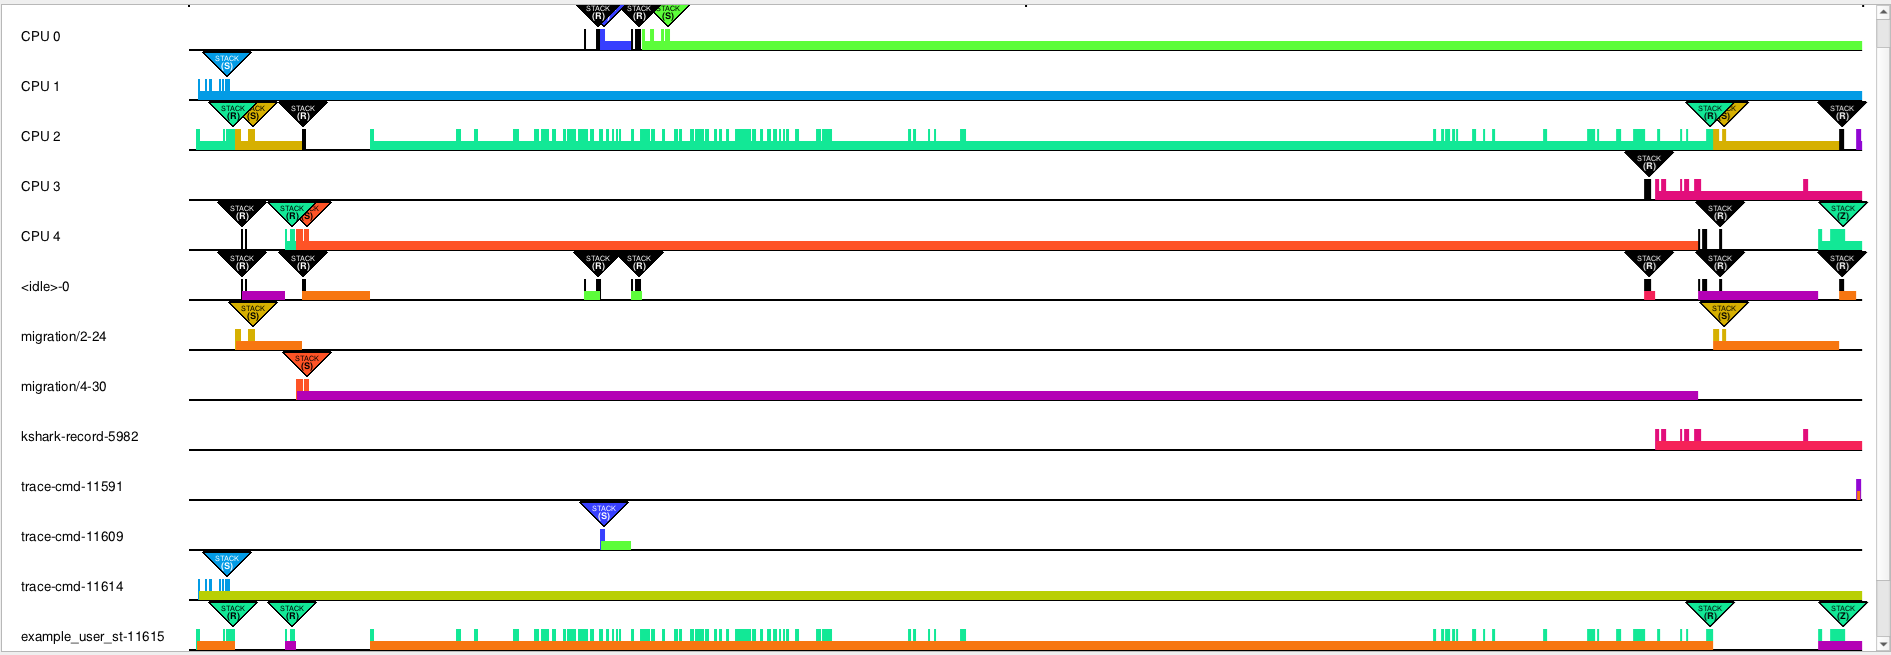 STACK STACK STACK
(R) (R) (S)
CPU 0
STACK
(S)
CPU 1
STACK ACK STACK STACK STACK
(R) (S) (R) (R) (S) (R)
CPU 2
STACK
(R)
CPU 3
STACK STACK CK STACK STACK
(R) (R) (S) (R) (Z)
CPU 4
STACK STACK STACK STACK STACK STACK STACK
(R) (R) (R) (R) (R) (R) (R)
<idle>-0
STACK STACK
(S) (S)
migration/2-24
STACK
(S)
migration/4-30
kshark-record-5982
trace-cmd-11591
STACK
(S)
trace-cmd-11609
STACK
(S)
trace-cmd-11614
STACK STACK STACK STACK
(R) (R) (R) (Z)
example_user_st-11615